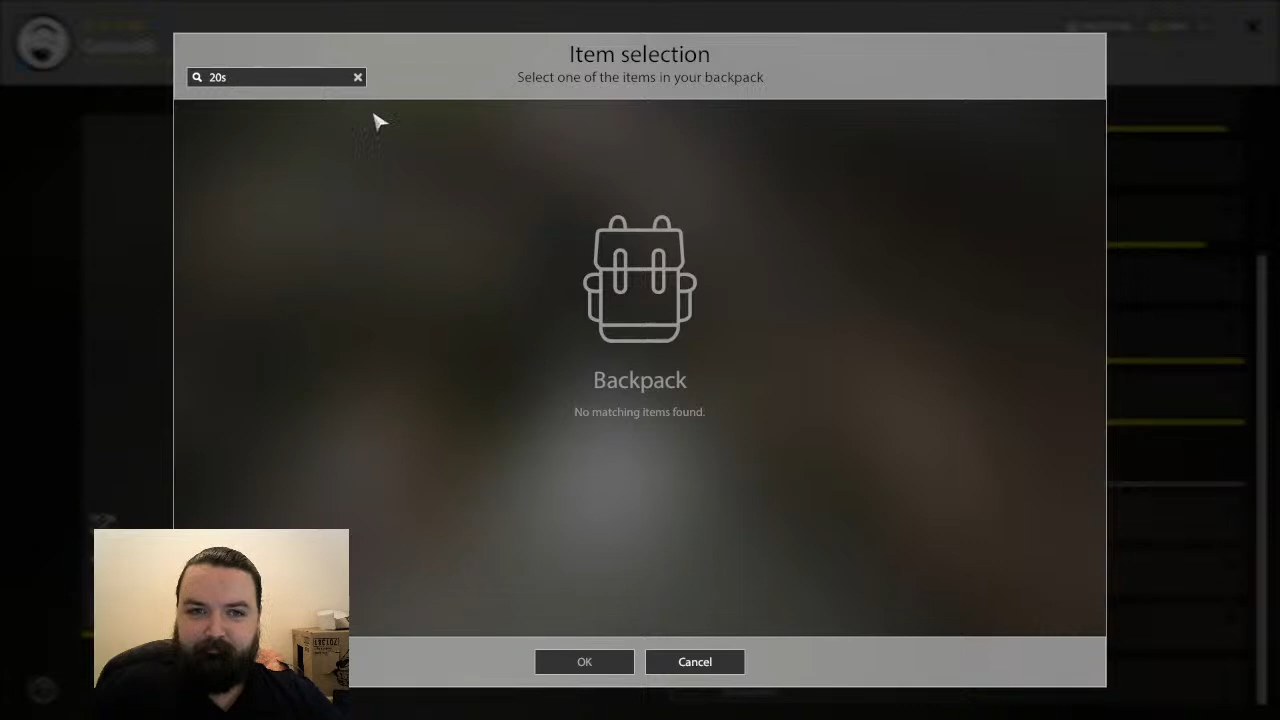 Item selection
20s
Select one of the items in your backpack
Backpack
No matching items found.
OK
Cancel